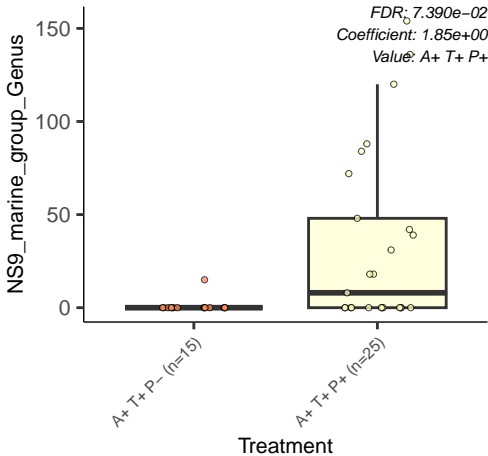 FDR: 7.390e−02
Coefficient: 1.85e+00
Value: A+ T+ P+
150
100
50
0
NS9_marine_group_Genus
A+ T+ P− (n=15)
A+ T+ P+ (n=25)
Treatment